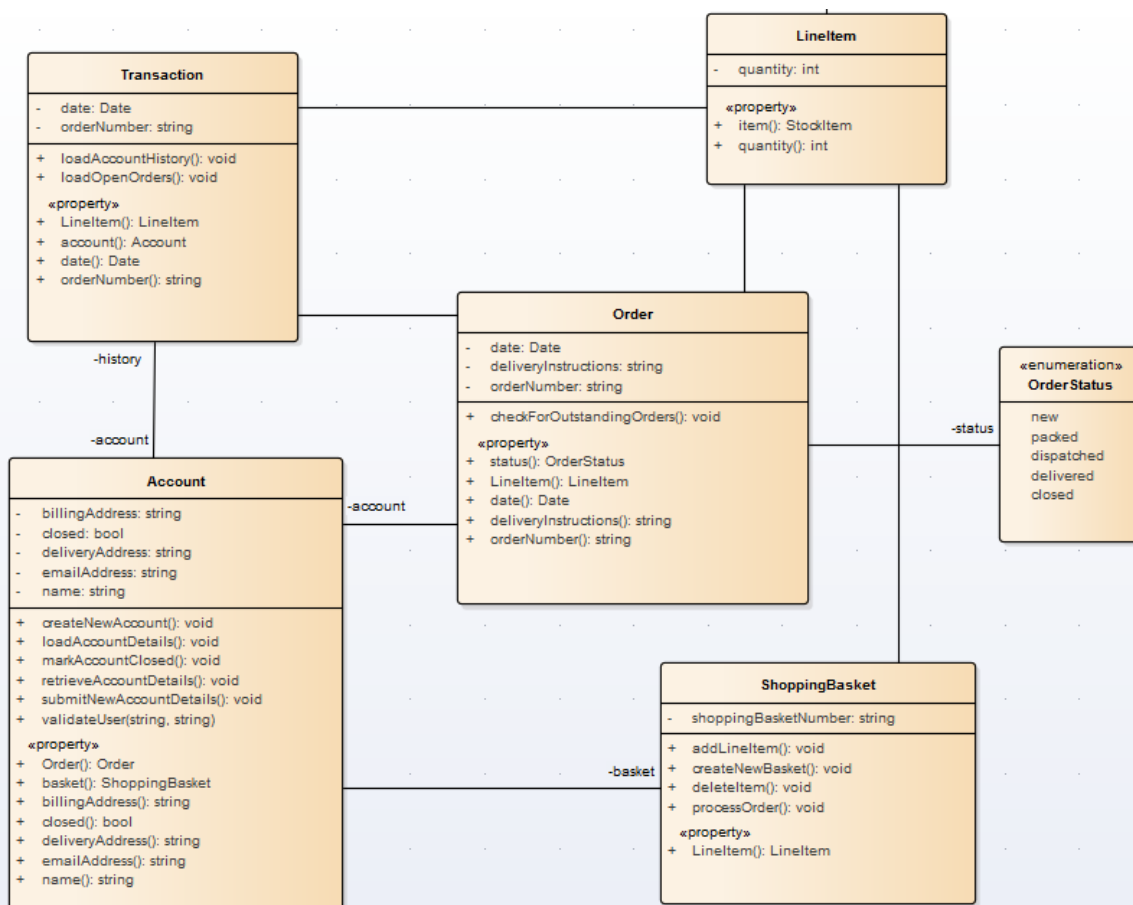 LineItem
- quantity: int
«property»
+ item(): StockItem
+ quantity(): int
Transaction
- date: Date
- orderNumber: string
+ loadAccountHistory(): void
+ loadOpenOrders(): void
«property»
+ LineItem(): LineItem
+ account(): Account
+ date(): Date
+ orderNumber(): string
-history
-account
Order
- date: Date
- deliveryInstructions: string
- orderNumber: string
+ checkForOutstandingOrders(): void
«property»
+ status(): OrderStatus
+ LineItem(): LineItem
+ date(): Date
+ deliveryInstructions(): string
+ orderNumber(): string
-status
«enumeration»
OrderStatus
new
packed
dispatched
delivered
closed
-account
Account
- billingAddress: string
- closed: bool
- deliveryAddress: string
- emailAddress: string
- name: string
+ createNewAccount(): void
+ loadAccountDetails(): void
+ markAccountClosed(): void
+ retrieveAccountDetails(): void
+ submitNewAccountDetails(): void
+ validateUser(string, string)
«property»
+ Order(): Order
+ basket(): ShoppingBasket
+ billingAddress(): string
+ closed(): bool
+ deliveryAddress(): string
+ emailAddress(): string
+ name(): string
-basket
ShoppingBasket
- shoppingBasketNumber: string
+ addLineItem(): void
+ createNewBasket(): void
+ deleteItem(): void
+ processOrder(): void
«property»
+ LineItem(): LineItem